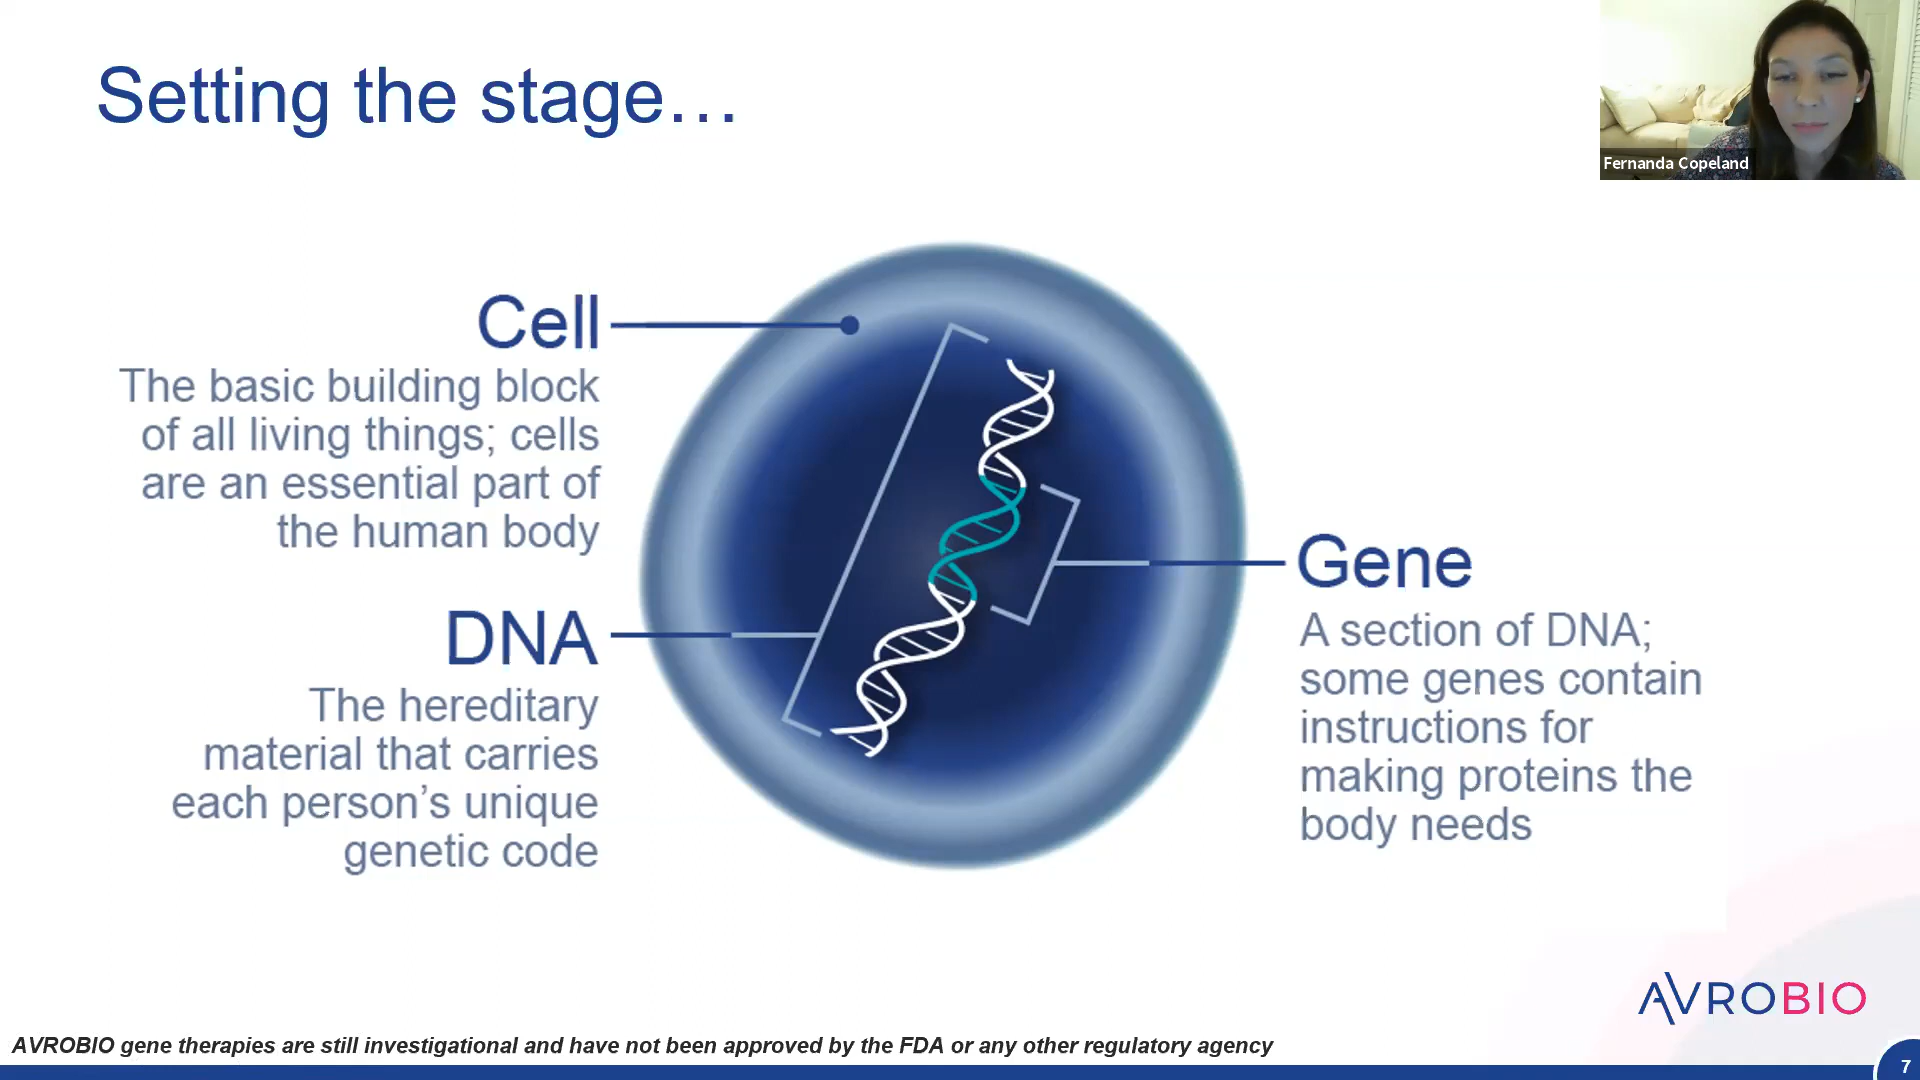 Setting the stage…
Fernanda Copeland
Cell
The basic building block
of all living things; cells
are an essential part of
the human body
DNA
The hereditary
material that carries
each person’s unique
genetic code
Gene
A section of DNA;
some genes contain
instructions for
making proteins the
body needs
AVROBIO
AVROBIO gene therapies are still investigational and have not been approved by the FDA or any other regulatory agency
7